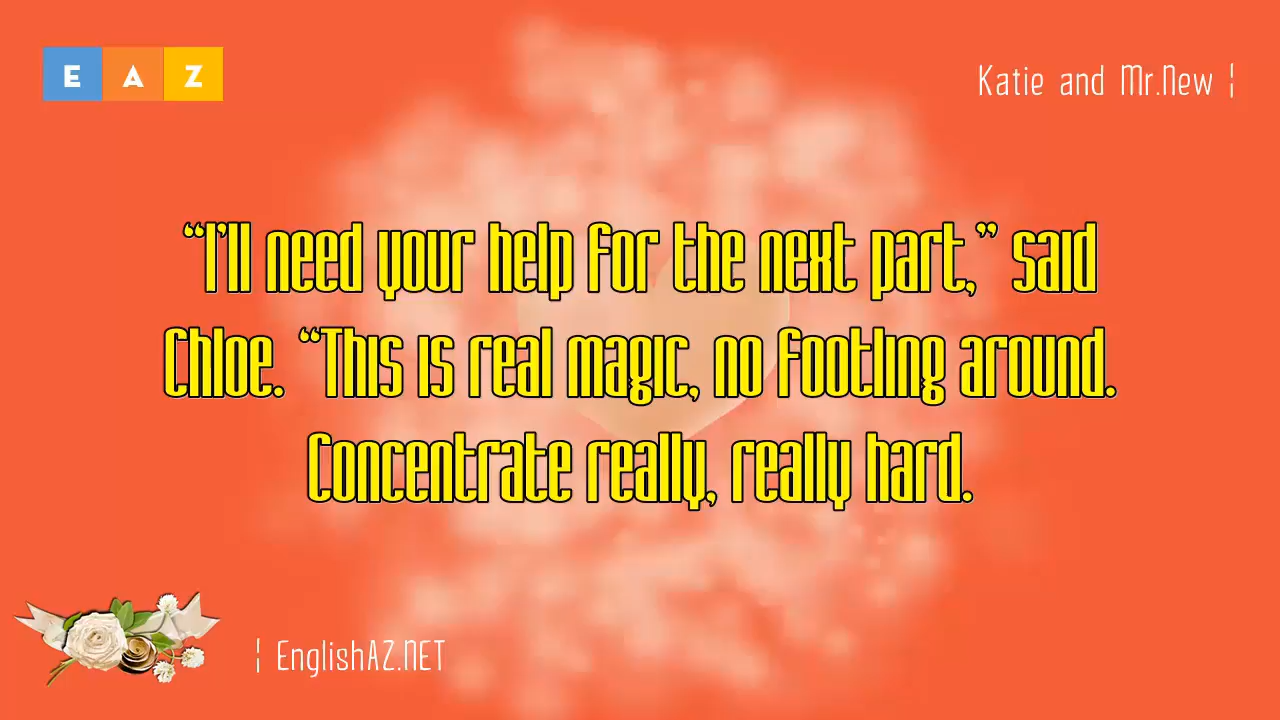 E A Z
Katie and Mr.New ¦
“I’ll need your help for the next part,” said
Chloe. “This is real magic, no footling around.
Concentrate really, really hard.
¦ EnglishAZ.NET